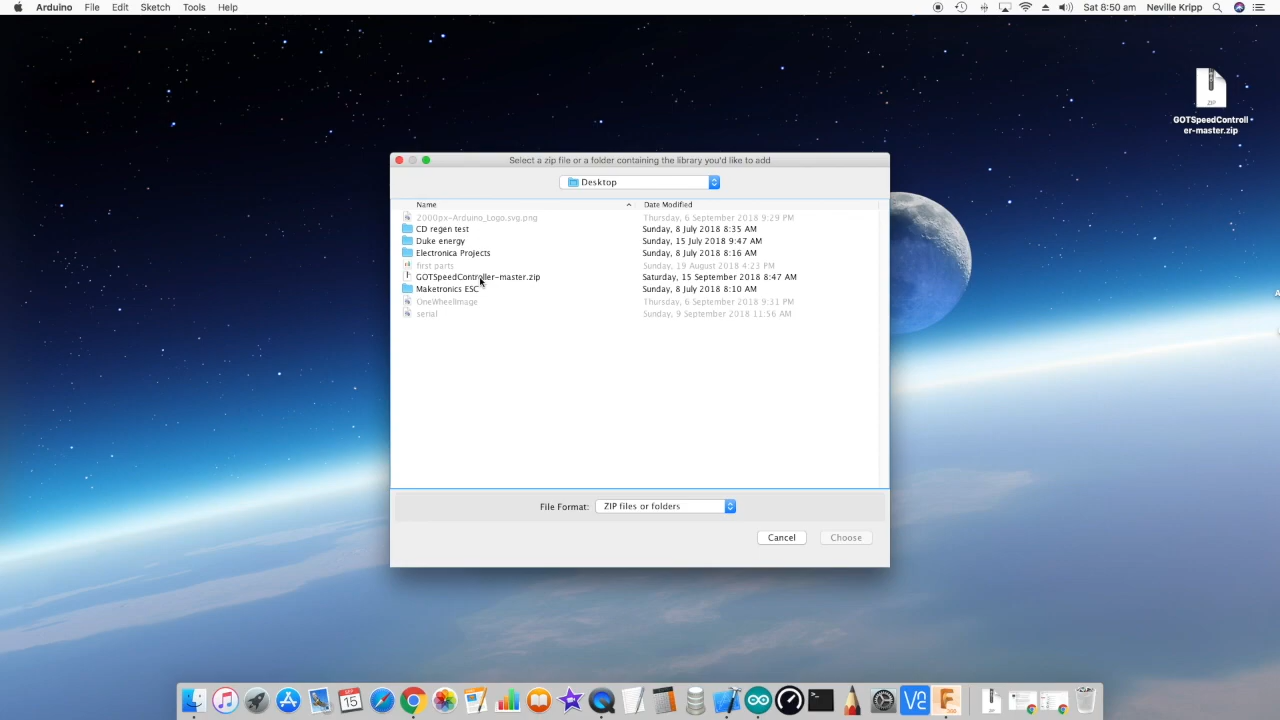 Arduino File Edit Sketch Tools Help Sat 8:50 am Neville Kripp
ZIP
GOTSpeedControll
er-master.zip
Select a zip file or a folder containing the library you'd like to add
Desktop
Name Date Modified
2000px-Arduino_Logo.svg.png Thursday, 6 September 2018 9:29 PM
CD regen test Sunday, 8 July 2018 8:35 AM
Duke energy Sunday, 15 July 2018 9:47 AM
Electronica Projects Sunday, 8 July 2018 8:16 AM
first parts Sunday, 19 August 2018 4:23 PM
GOTSpeedController-master.zip Saturday, 15 September 2018 8:47 AM
Maketronics ESC Sunday, 8 July 2018 8:10 AM
OneWheelImage Thursday, 6 September 2018 9:31 PM
serial Sunday, 9 September 2018 11:56 AM
File Format: ZIP files or folders
Cancel Choose
15